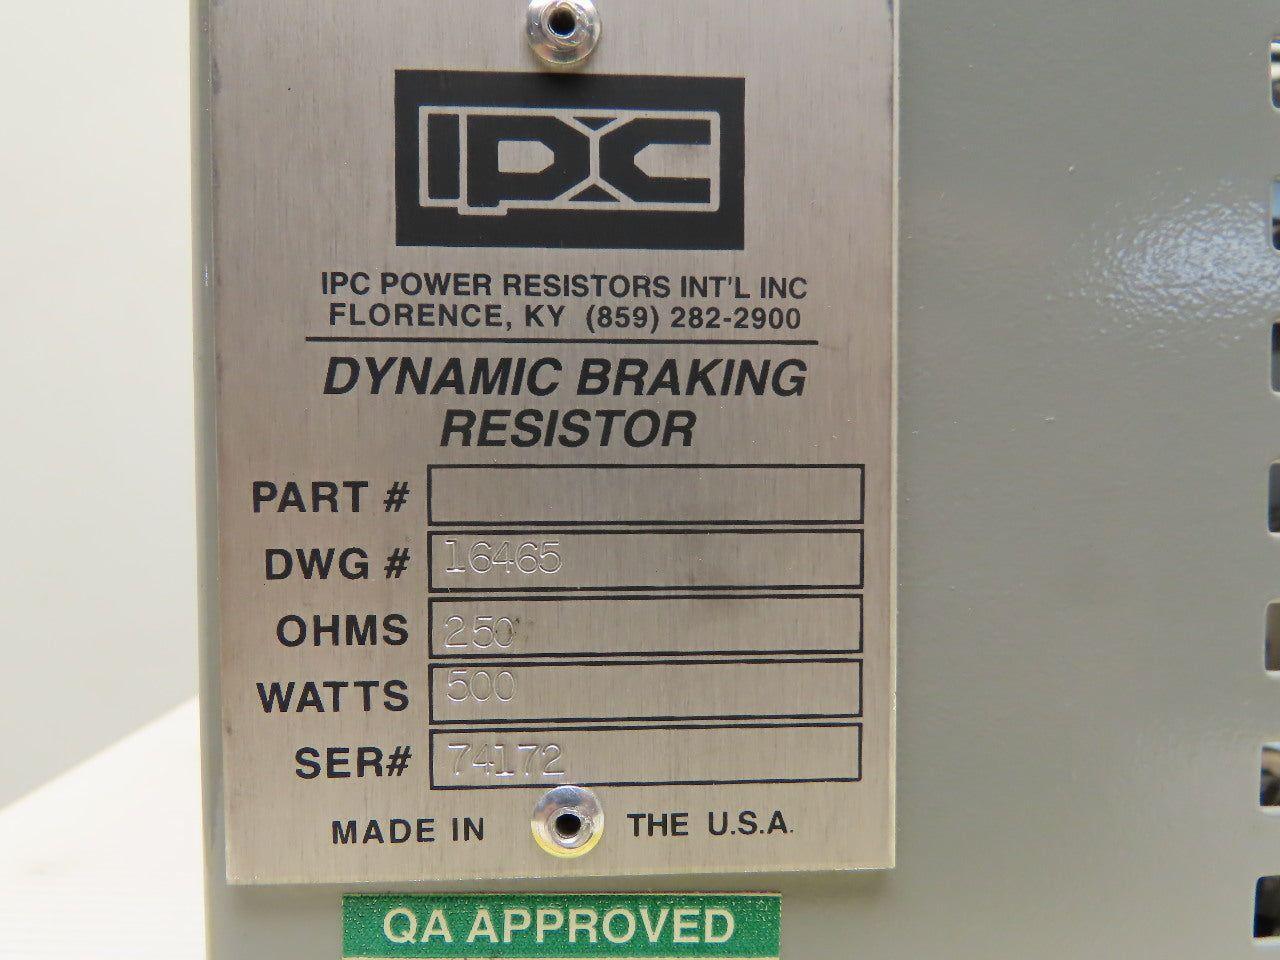 IPC
IPC POWER RESISTORS INT'L INC
FLORENCE, KY (859) 282-2900
DYNAMIC BRAKING
RESISTOR
PART #
DWG # 16465
OHMS 250
WATTS 500
SER# 74172
MADE IN THE U.S.A.
QA APPROVED